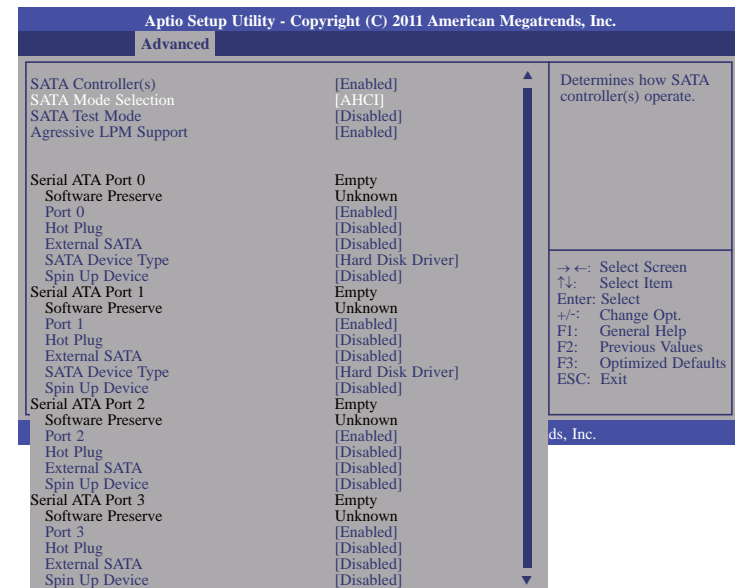 Aptio Setup Utility - Copyright (C) 2011 American Megatrends, Inc.
Advanced
SATA Controller(s) [Enabled]
SATA Mode Selection [AHCI]
SATA Test Mode [Disabled]
Agressive LPM Support [Enabled]
Serial ATA Port 0 Empty
Software Preserve Unknown
Port 0 [Enabled]
Hot Plug [Disabled]
External SATA [Disabled]
SATA Device Type [Hard Disk Driver]
Spin Up Device [Disabled]
Serial ATA Port 1 Empty
Software Preserve Unknown
Port 1 [Enabled]
Hot Plug [Disabled]
External SATA [Disabled]
SATA Device Type [Hard Disk Driver]
Spin Up Device [Disabled]
Serial ATA Port 2 Empty
Software Preserve Unknown
Port 2 [Enabled]
Hot Plug [Disabled]
External SATA [Disabled]
Spin Up Device [Disabled]
Serial ATA Port 3 Empty
Software Preserve Unknown
Port 3 [Enabled]
Hot Plug [Disabled]
External SATA [Disabled]
Spin Up Device [Disabled]
Determines how SATA
controller(s) operate.
→ ←: Select Screen
↑↓: Select Item
Enter: Select
+/-: Change Opt.
F1: General Help
F2: Previous Values
F3: Optimized Defaults
ESC: Exit
ds, Inc.